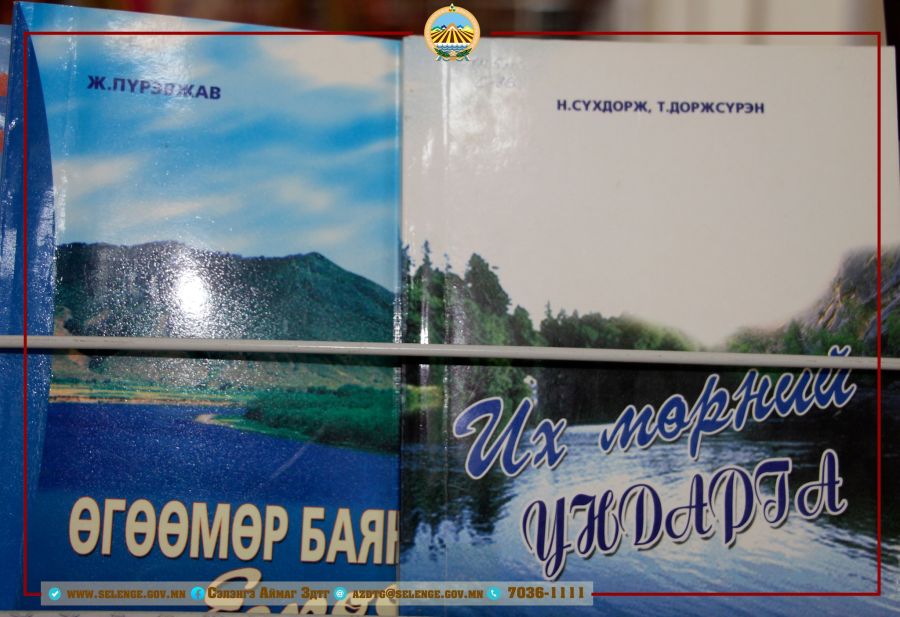 Ж.ПҮРЭВЖАВ
ӨГӨӨМӨР БАЯН
Н.СҮХДОРЖ, Т.ДОРЖСҮРЭН
Их мөрний
УНДАРГА
WWW.SELENGE.GOV.MN Сэлэнгэ Аймаг Здтг AZDTG@SELENGE.GOV.MN 7036-1111